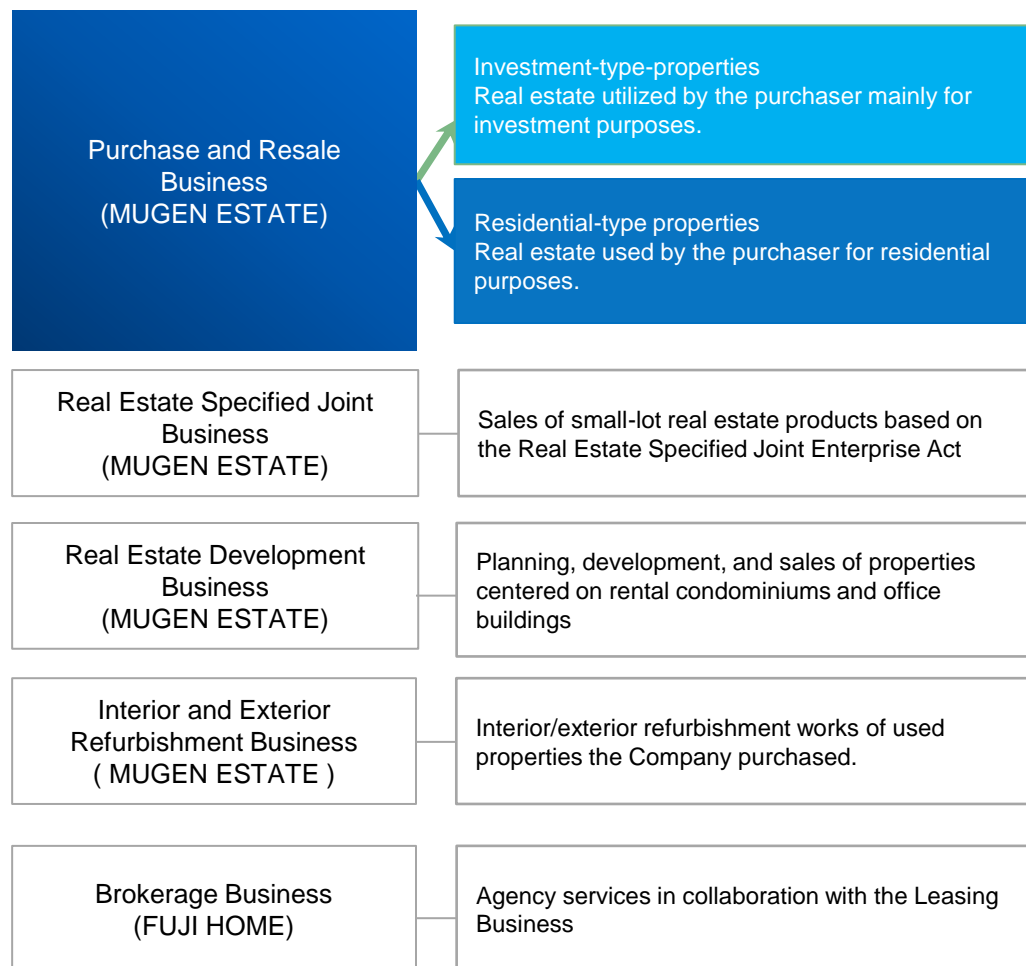 Purchase and Resale
Business
(MUGEN ESTATE)
Investment-type-properties
Real estate utilized by the purchaser mainly for
investment purposes.
Residential-type properties
Real estate used by the purchaser for residential
purposes.
Real Estate Specified Joint
Business
(MUGEN ESTATE)
Sales of small-lot real estate products based on
the Real Estate Specified Joint Enterprise Act
Real Estate Development
Business
(MUGEN ESTATE)
Planning, development, and sales of properties
centered on rental condominiums and office
buildings
Interior and Exterior
Refurbishment Business
( MUGEN ESTATE )
Interior/exterior refurbishment works of used
properties the Company purchased.
Brokerage Business
(FUJI HOME)
Agency services in collaboration with the Leasing
Business